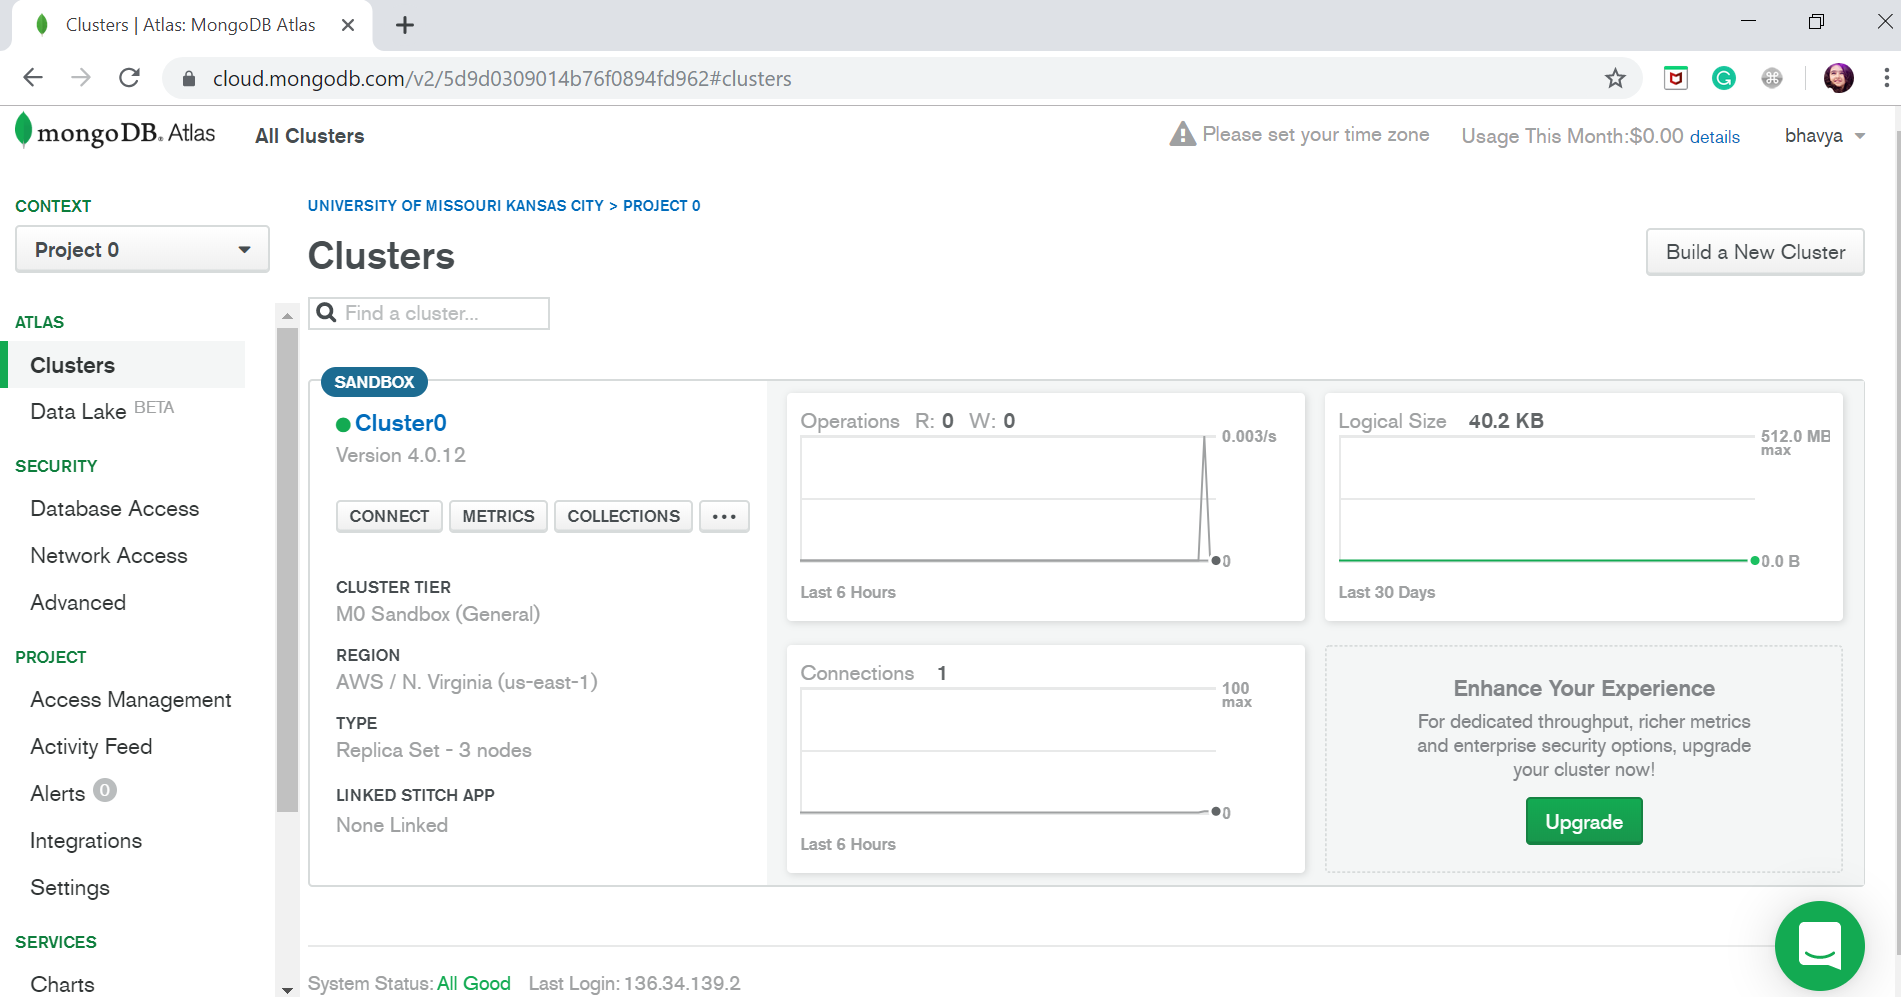 Clusters | Atlas: MongoDB Atlas
cloud.mongodb.com/v2/5d9d0309014b76f0894fd962#clusters
mongoDB. Atlas
All Clusters
Please set your time zone
Usage This Month:$0.00 details
bhavya
CONTEXT
Project 0
ATLAS
Clusters
Data Lake BETA
SECURITY
Database Access
Network Access
Advanced
PROJECT
Access Management
Activity Feed
Alerts 0
Integrations
Settings
SERVICES
Charts
UNIVERSITY OF MISSOURI KANSAS CITY > PROJECT 0
Clusters
Build a New Cluster
Find a cluster...
SANDBOX
Cluster0
Version 4.0.12
CONNECT
METRICS
COLLECTIONS
...
CLUSTER TIER
M0 Sandbox (General)
REGION
AWS / N. Virginia (us-east-1)
TYPE
Replica Set - 3 nodes
LINKED STITCH APP
None Linked
Operations R: 0 W: 0
0.003/s
0
Last 6 Hours
Logical Size 40.2 KB
512.0 MB
max
0.0 B
Last 30 Days
Connections 1
100
max
0
Last 6 Hours
Enhance Your Experience
For dedicated throughput, richer metrics
and enterprise security options, upgrade
your cluster now!
Upgrade
System Status: All Good Last Login: 136.34.139.2